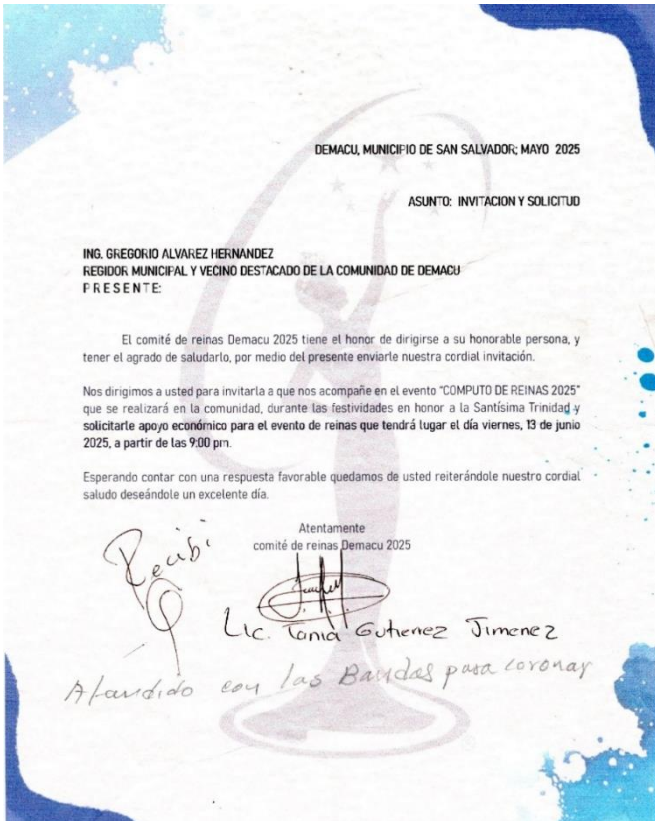 DEMACU, MUNICIPIO DE SAN SALVADOR; MAYO 2025
ASUNTO: INVITACION Y SOLICITUD
ING. GREGORIO ALVAREZ HERNANDEZ
REGIDOR MUNICIPAL Y VECINO DESTACADO DE LA COMUNIDAD DE DEMACU
P R E S E N T E:
El comité de reinas Demacu 2025 tiene el honor de dirigirse a su honorable persona, y
tener el agrado de saludarlo, por medio del presente enviarle nuestra cordial invitación.
Nos dirigimos a usted para invitarla a que nos acompañe en el evento “COMPUTO DE REINAS 2025”
que se realizará en la comunidad, durante las festividades en honor a la Santísima Trinidad y
solicitarle apoyo económico para el evento de reinas que tendrá lugar el día viernes, 13 de junio
2025, a partir de las 9:00 pm.
Esperando contar con una respuesta favorable quedamos de usted reiterándole nuestro cordial
saludo deseándole un excelente día.
Atentamente
comité de reinas Demacu 2025
Recibi
Lic. Tania Gutierrez Jimenez
con las Bandas para coronar